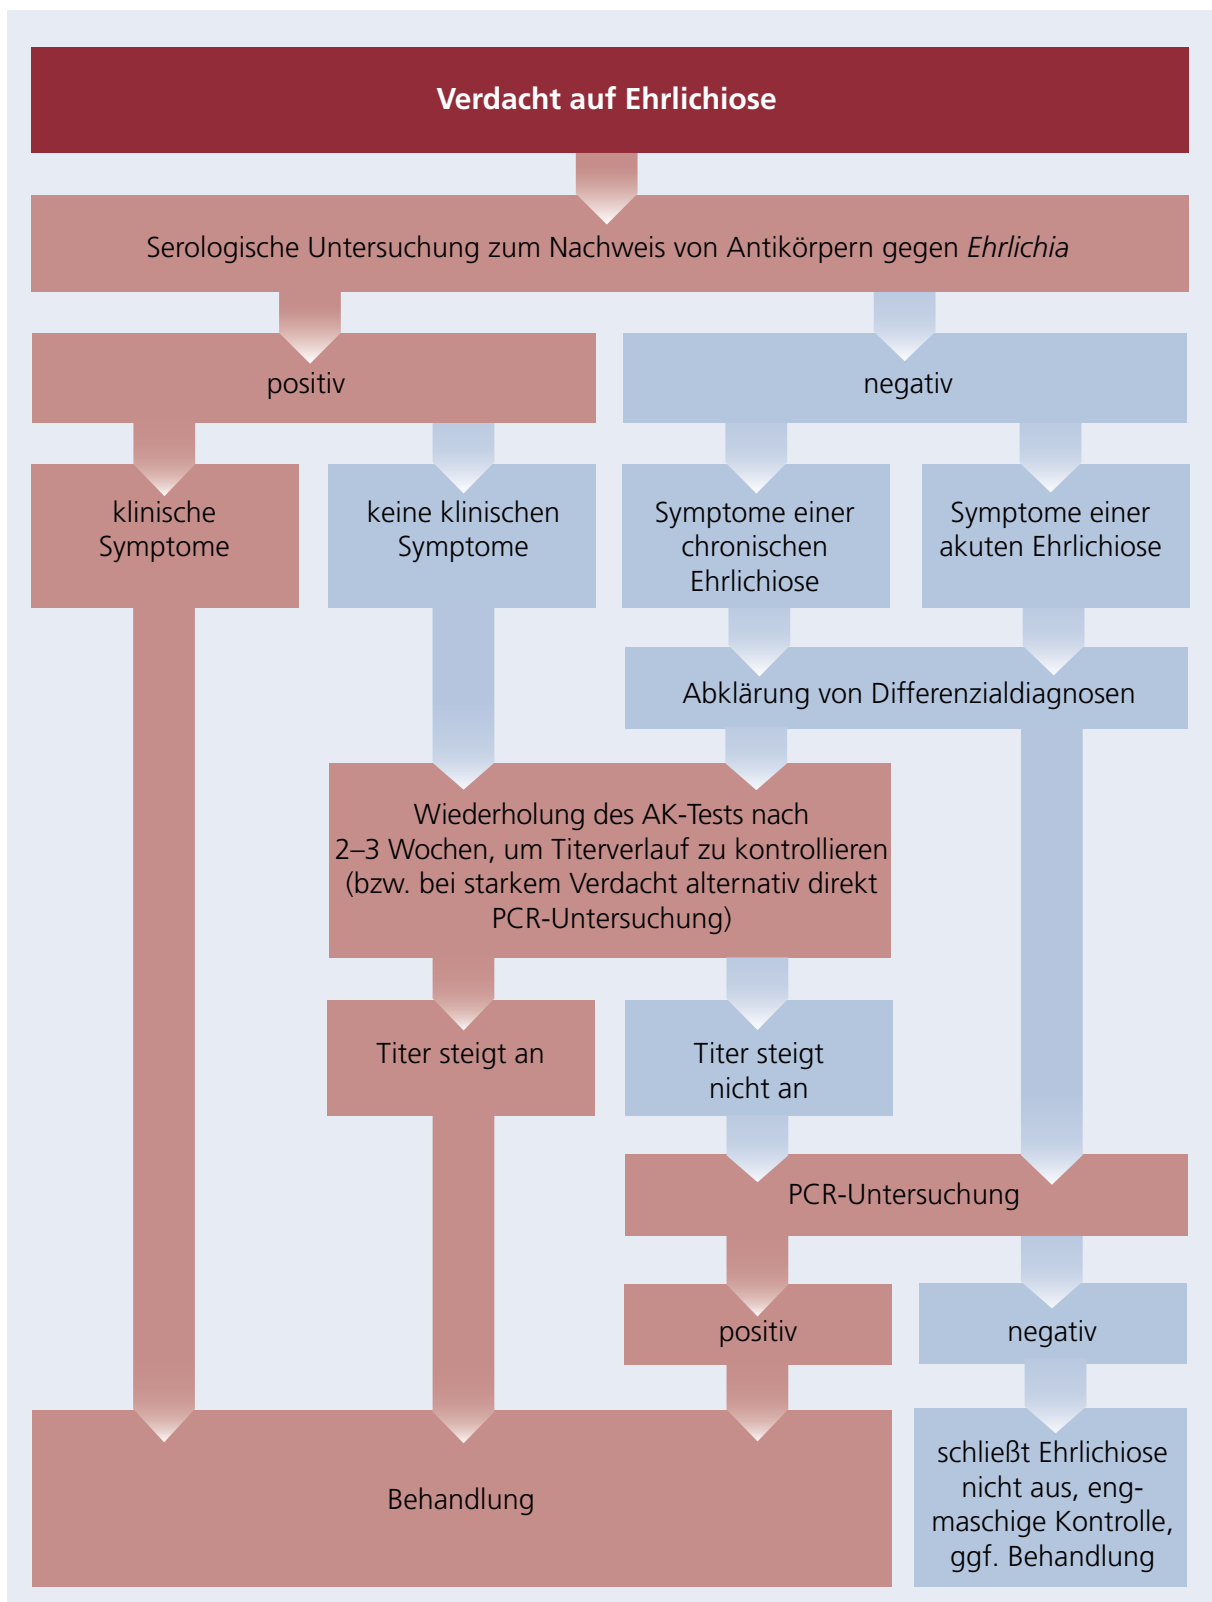 Verdacht auf Ehrlichiose
Serologische Untersuchung zum Nachweis von Antikörpern gegen Ehrlichia
positiv
negativ
klinische
Symptome
keine klinischen
Symptome
Symptome einer
chronischen
Ehrlichiose
Symptome einer
akuten Ehrlichiose
Abklärung von Differenzialdiagnosen
Wiederholung des AK-Tests nach
2–3 Wochen, um Titerverlauf zu kontrollieren
(bzw. bei starkem Verdacht alternativ direkt
PCR-Untersuchung)
Titer steigt an
Titer steigt
nicht an
PCR-Untersuchung
positiv
negativ
Behandlung
schließt Ehrlichiose
nicht aus, eng-
maschige Kontrolle,
ggf. Behandlung